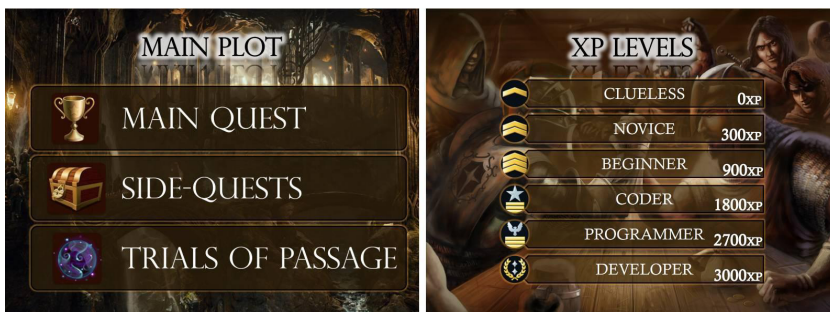 MAIN PLOT
MAIN QUEST
SIDE-QUESTS
TRIALS OF PASSAGE
XP LEVELS
CLUELESS 0XP
NOVICE 300XP
BEGINNER 900XP
CODER 1800XP
PROGRAMMER 2700XP
DEVELOPER 3000XP